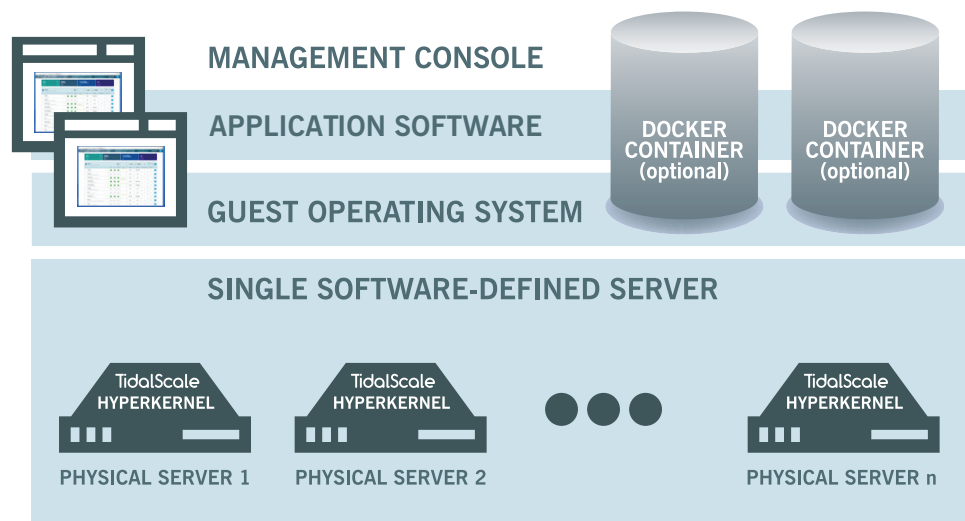 MANAGEMENT CONSOLE
APPLICATION SOFTWARE
GUEST OPERATING SYSTEM
DOCKER
CONTAINER
(optional)
DOCKER
CONTAINER
(optional)
SINGLE SOFTWARE-DEFINED SERVER
TidalScale
HYPERKERNEL
PHYSICAL SERVER 1
TidalScale
HYPERKERNEL
PHYSICAL SERVER 2
TidalScale
HYPERKERNEL
PHYSICAL SERVER n